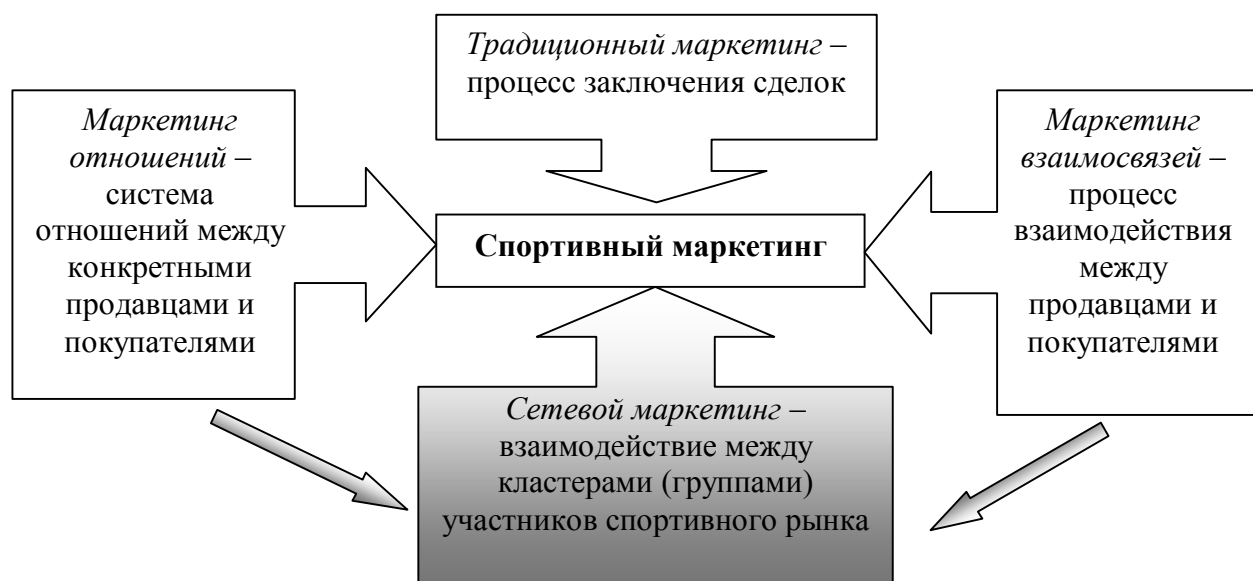 Традиционный маркетинг –
процесс заключения сделок
Маркетинг
отношений –
система
отношений между
конкретными
продавцами и
покупателями
Спортивный маркетинг
Маркетинг
взаимосвязей –
процесс
взаимодействия
между
продавцами и
покупателями
Сетевой маркетинг –
взаимодействие между
кластерами (группами)
участников спортивного рынка